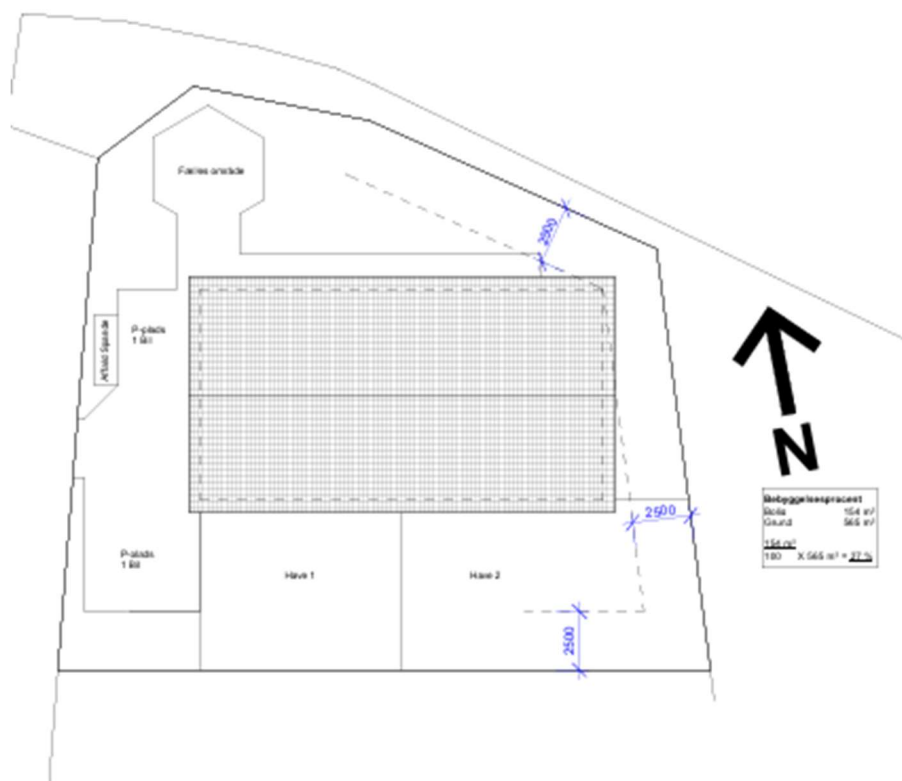 Fælles område
2500
Affald Spande
P-plads
1 Bil
N
Bebyggelsesprocent
Bolig 154 m²
Grund 565 m²
154 m²
100 X 565 m² = 27 %
2500
P-plads
1 Bil
Have 1
Have 2
2500